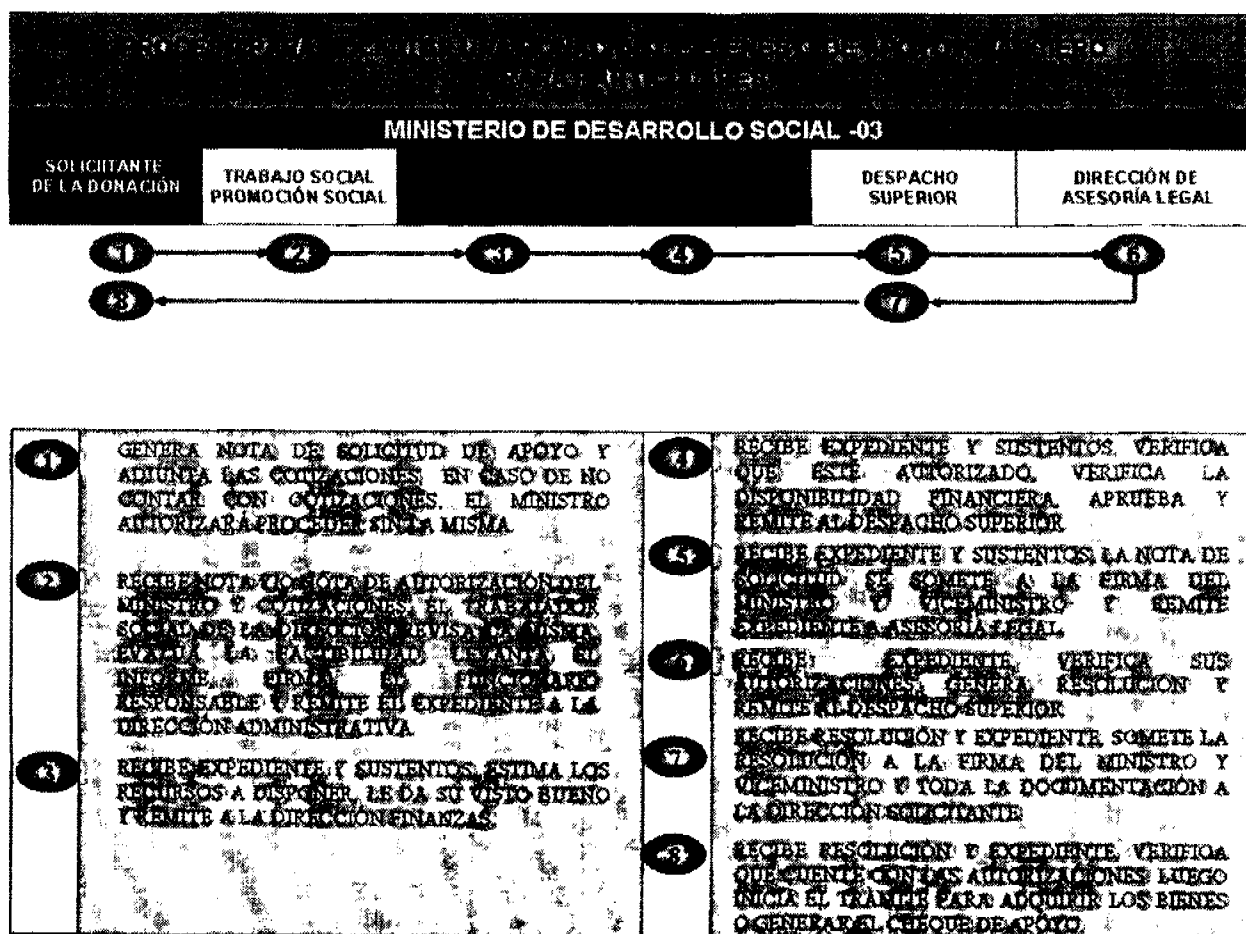 MINISTERIO DE DESARROLLO SOCIAL -03
SOLICITANTE
DE LA DONACIÓN
TRABAJO SOCIAL
PROMOCIÓN SOCIAL
DESPACHO
SUPERIOR
DIRECCIÓN DE
ASESORÍA LEGAL
1 2 3 4 5 6
8 7
1
GENERA NOTA DE SOLICITUD DE APOYO Y
ADJUNTA LAS COTIZACIONES. EN CASO DE NO
CONTAR CON COTIZACIONES, EL MINISTRO
AUTORIZARÁ PROCEDER SIN LA MISMA.
2
RECIBE NOTA Y/O NOTA DE AUTORIZACIÓN DEL
MINISTRO Y COTIZACIONES, EL TRABAJADOR
SOCIAL DE LA DIRECCIÓN REVISA LA MISMA,
EVALÚA LA FACTIBILIDAD, LEVANTA EL
INFORME, FIRMA EL FUNCIONARIO
RESPONSABLE Y REMITE EL EXPEDIENTE A LA
DIRECCIÓN ADMINISTRATIVA
3
RECIBE EXPEDIENTE Y SUSTENTOS, ESTIMA LOS
RECURSOS A DISPONER, LE DA SU VISTO BUENO
Y REMITE A LA DIRECCIÓN FINANZAS.
4
RECIBE EXPEDIENTE Y SUSTENTOS, VERIFICA
QUE ESTÉ AUTORIZADO, VERIFICA LA
DISPONIBILIDAD FINANCIERA, APRUEBA Y
REMITE AL DESPACHO SUPERIOR
5
RECIBE EXPEDIENTE Y SUSTENTOS, LA NOTA DE
SOLICITUD SE SOMETE A LA FIRMA DEL
MINISTRO O VICEMINISTRO Y REMITE
EXPEDIENTE A ASESORÍA LEGAL
6
RECIBE EXPEDIENTE, VERIFICA SUS
AUTORIZACIONES, GENERA RESOLUCIÓN Y
REMITE AL DESPACHO SUPERIOR
7
RECIBE RESOLUCIÓN Y EXPEDIENTE, SOMETE LA
RESOLUCIÓN A LA FIRMA DEL MINISTRO Y
VICEMINISTRO Y TODA LA DOCUMENTACIÓN A
LA DIRECCIÓN SOLICITANTE
8
RECIBE RESOLUCIÓN Y EXPEDIENTE, VERIFICA
QUE CUENTE CON LAS AUTORIZACIONES LUEGO
INICIA EL TRÁMITE PARA ADQUIRIR LOS BIENES
O GENERAR EL CHEQUE DE APOYO.